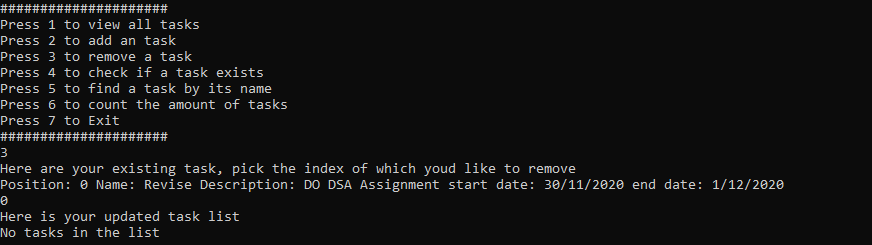 #####################
Press 1 to view all tasks
Press 2 to add an task
Press 3 to remove a task
Press 4 to check if a task exists
Press 5 to find a task by its name
Press 6 to count the amount of tasks
Press 7 to Exit
#####################
3
Here are your existing task, pick the index of which youd like to remove
Position: 0 Name: Revise Description: DO DSA Assignment start date: 30/11/2020 end date: 1/12/2020
0
Here is your updated task list
No tasks in the list